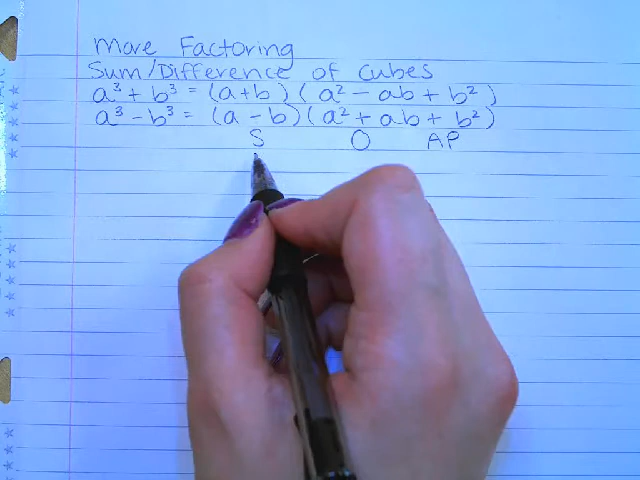 More Factoring
Sum/Difference of Cubes
a³ + b³ = (a+b) (a² - ab + b²)
a³ - b³ = (a - b) (a² + ab + b²)
S O AP